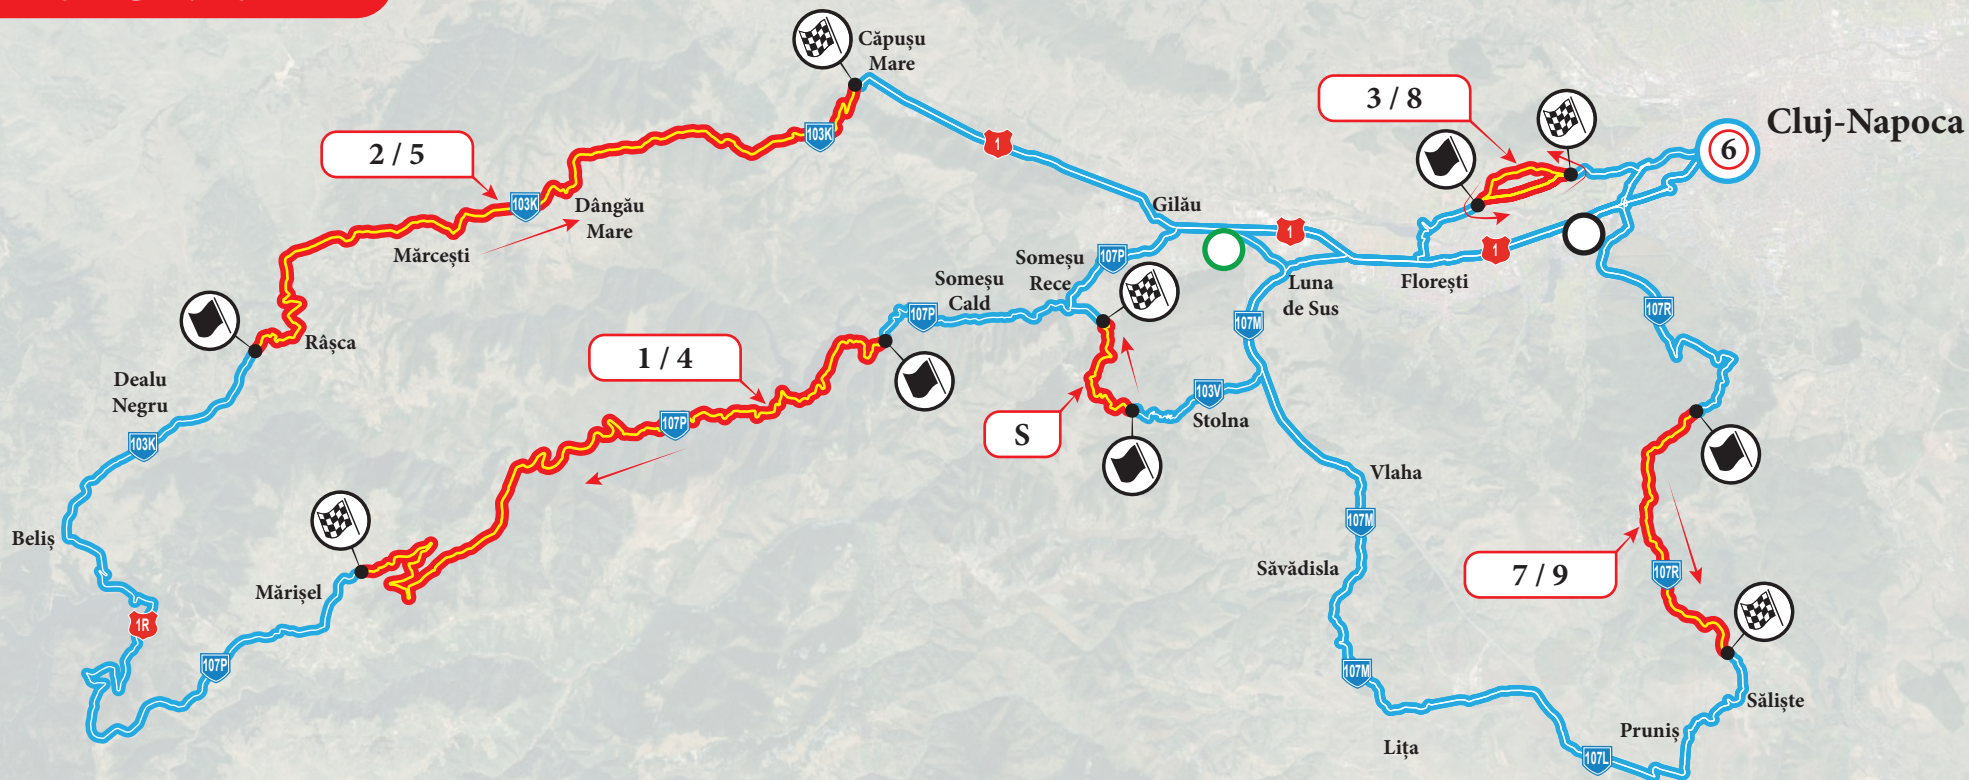 Căpușu
Mare
3 / 8
Cluj-Napoca
6
103K
1
2 / 5
103K
Dângău
Mare
Mărcești
Gilău
1
1
107P
Someșu
Rece
Someșu
Cald
107P
Luna
de Sus
Florești
107R
107M
Râșca
1 / 4
Dealu
Negru
103V
Stolna
107P
S
103K
Vlaha
107M
Beliș
Mărișel
Săvădisla
7 / 9
107R
1R
107P
107M
Săliște
Pruniș
Lița
107L